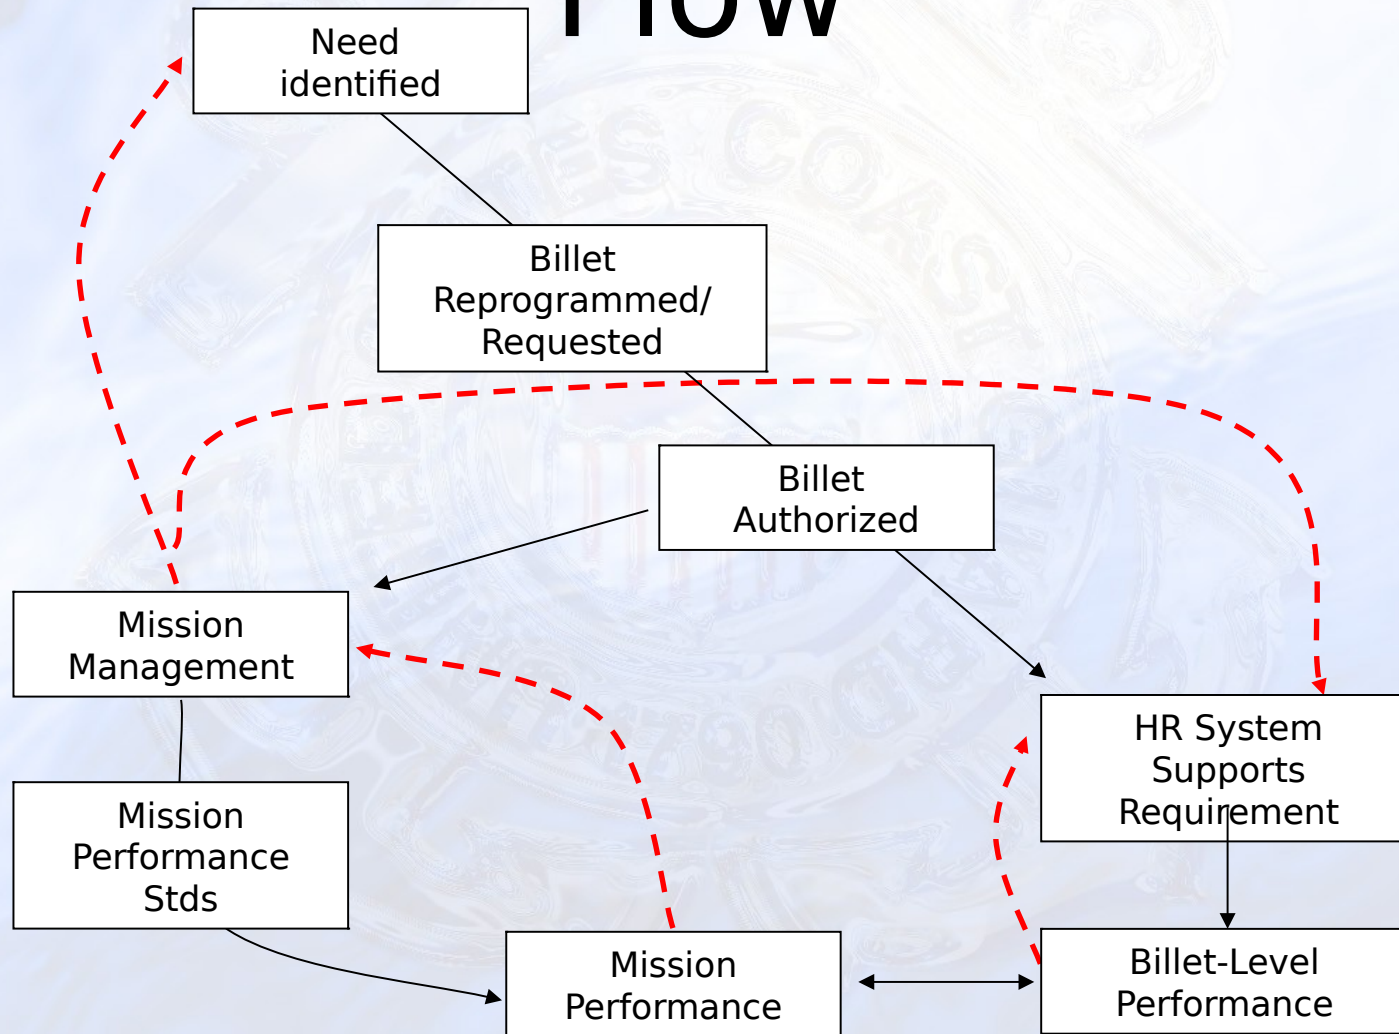 Flow
Need
identified
Billet
Reprogrammed/
Requested
Billet
Authorized
Mission
Management
HR System
Supports
Requirement
Mission
Performance
Stds
Mission
Performance
Billet-Level
Performance